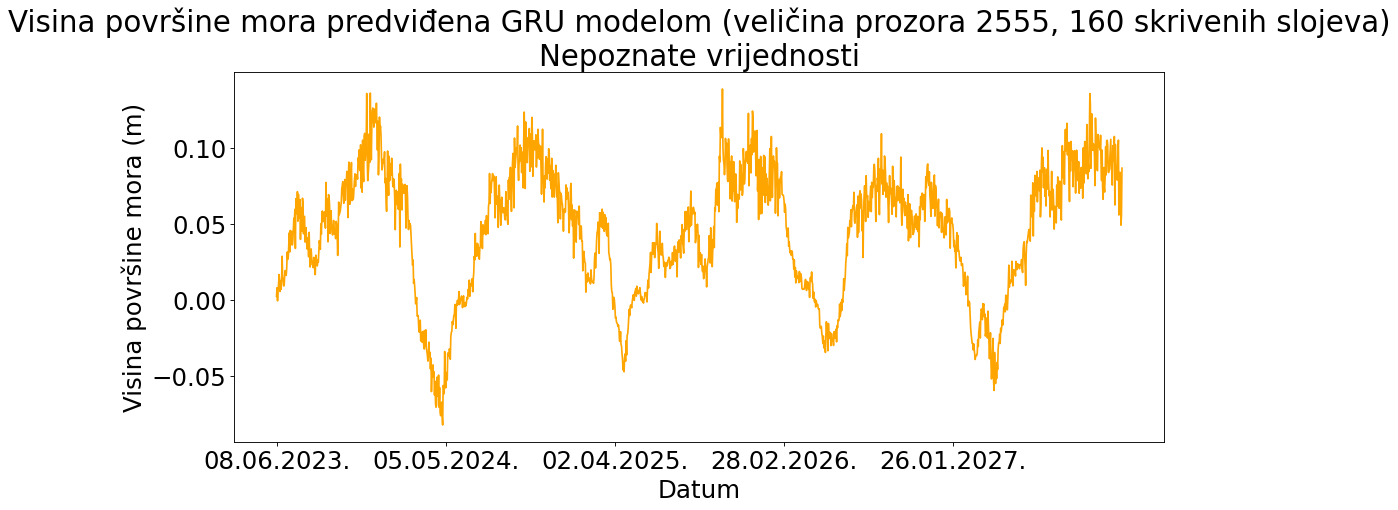 Visina površine mora predviđena GRU modelom (veličina prozora 2555, 160 skrivenih slojeva)
Nepoznate vrijednosti
Visina površine mora (m)
0.10
0.05
0.00
−0.05
08.06.2023. 05.05.2024. 02.04.2025. 28.02.2026. 26.01.2027.
Datum